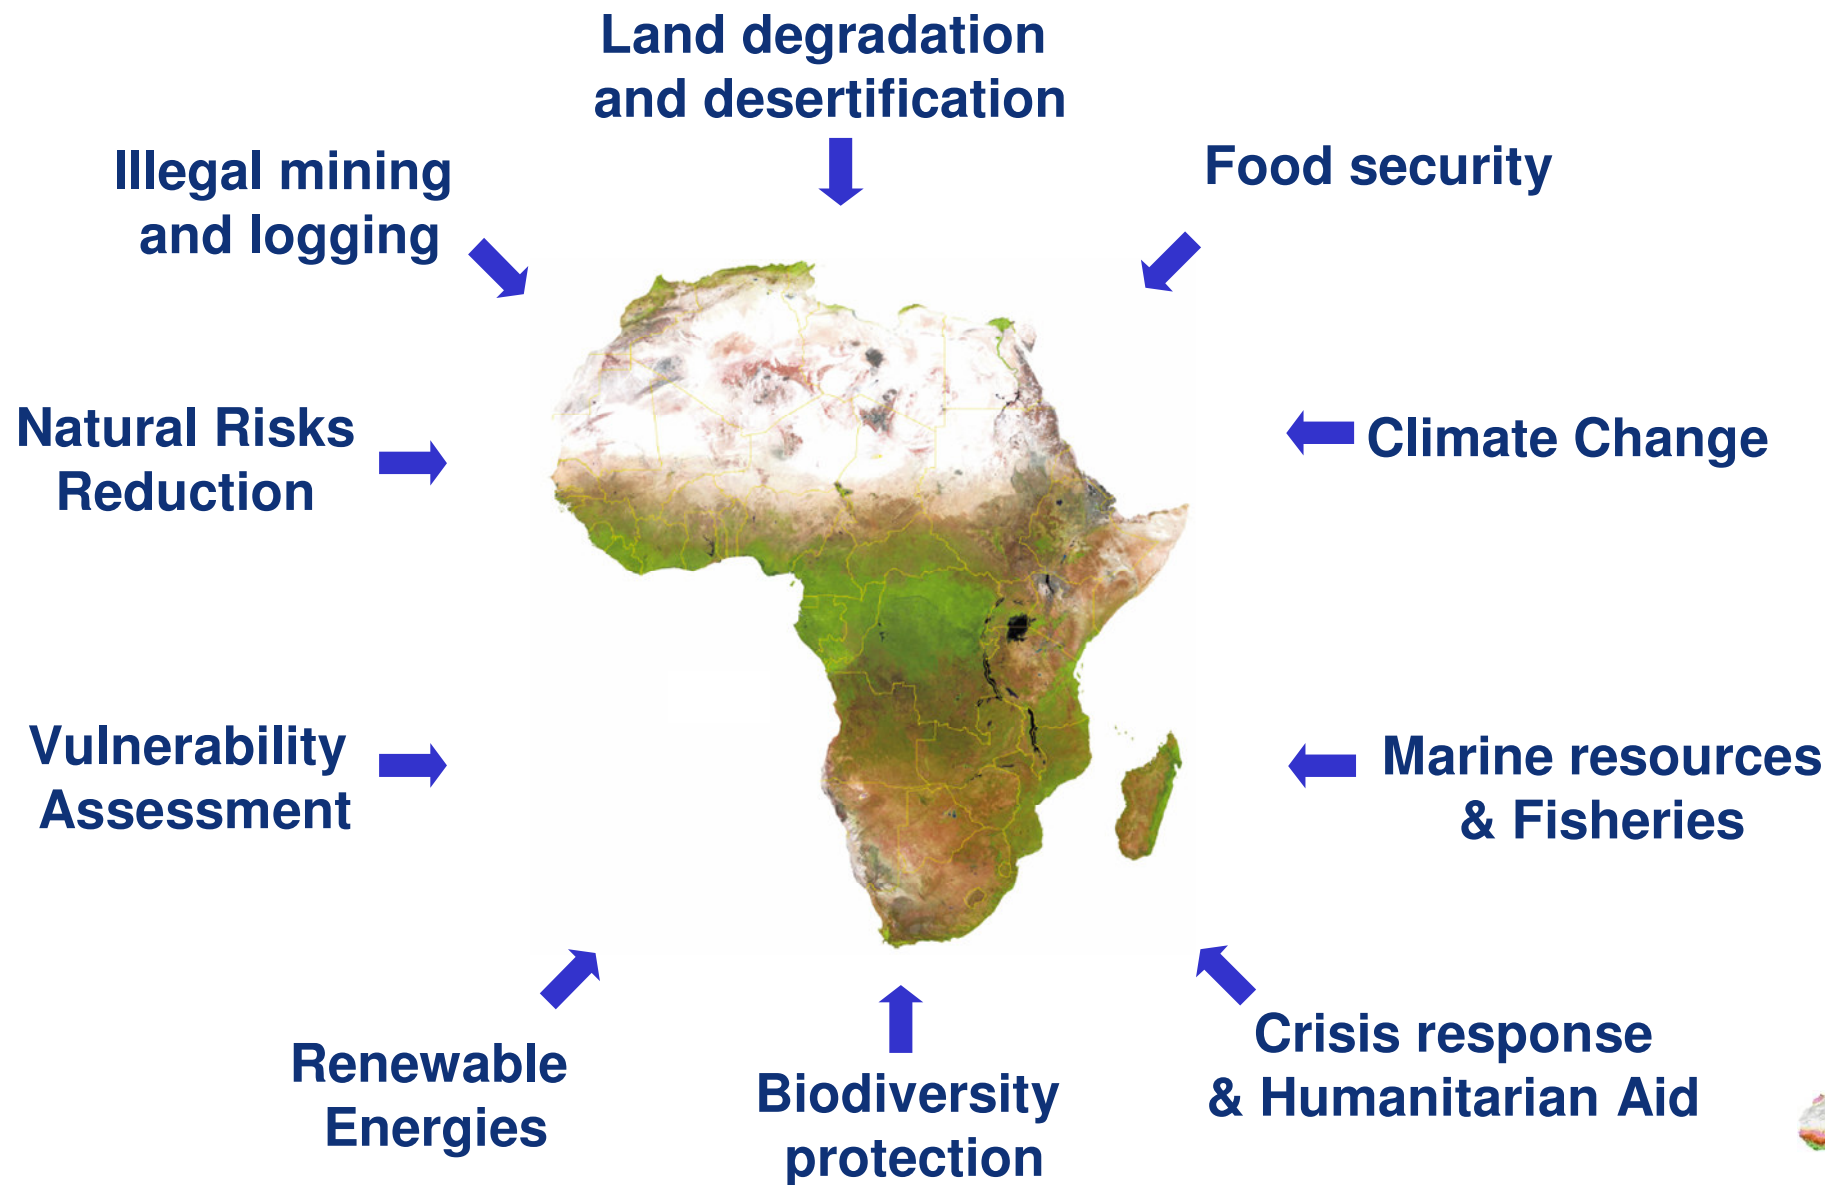 Land degradation
and desertification
Illegal mining
and logging
Food security
Natural Risks
Reduction
Climate Change
Vulnerability
Assessment
Marine resources
& Fisheries
Renewable
Energies
Biodiversity
protection
Crisis response
& Humanitarian Aid